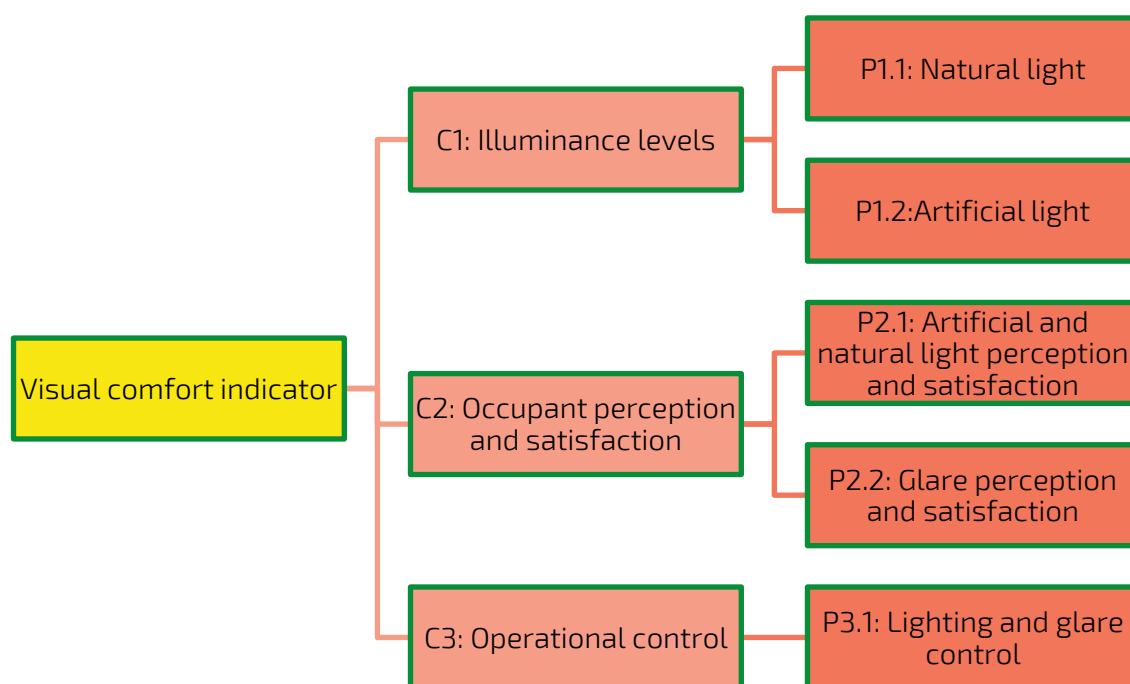 Visual comfort indicator
C1: Illuminance levels
P1.1: Natural light
P1.2:Artificial light
C2: Occupant perception
and satisfaction
P2.1: Artificial and
natural light perception
and satisfaction
P2.2: Glare perception
and satisfaction
C3: Operational control
P3.1: Lighting and glare
control